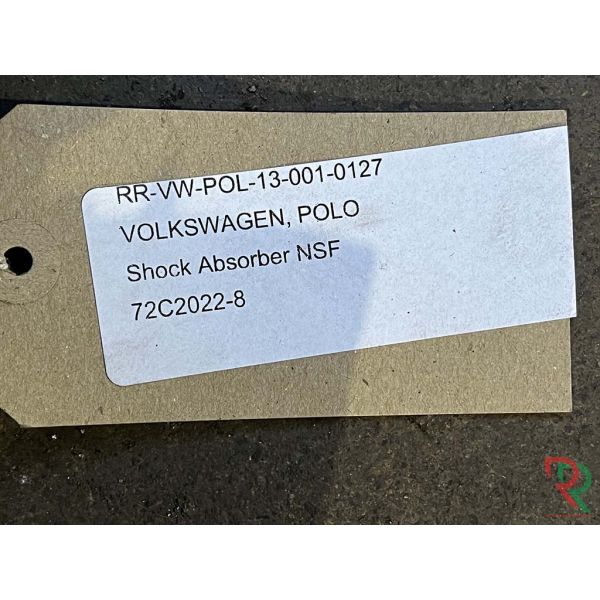 RR-VW-POL-13-001-0127
VOLKSWAGEN, POLO
Shock Absorber NSF
72C2022-8